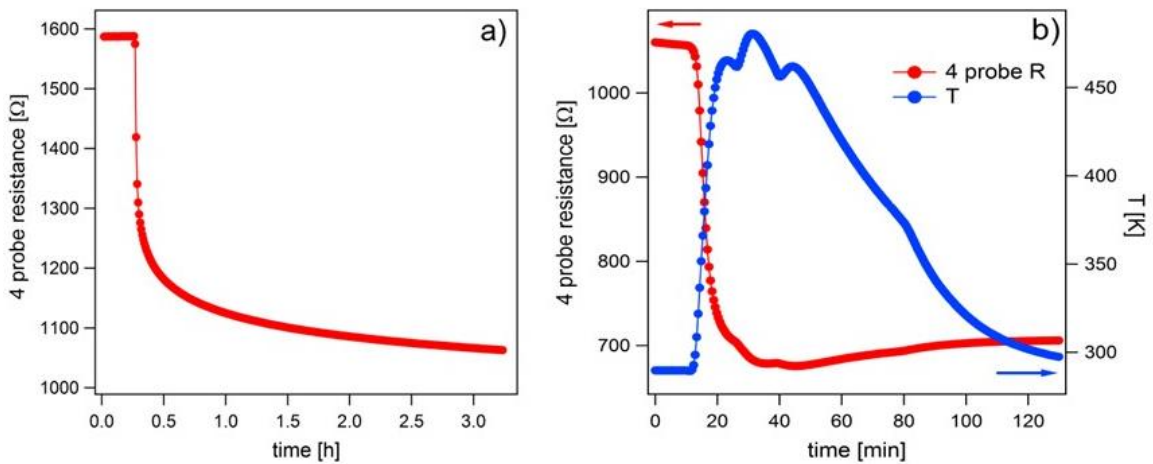 a)
1600
1500
1400
1300
1200
1100
1000
4 probe resistance [Ω]
0.0 0.5 1.0 1.5 2.0 2.5 3.0
time [h]
b)
4 probe R
T
1000
900
800
700
4 probe resistance [Ω]
450
400
350
300
T [K]
0 20 40 60 80 100 120
time [min]